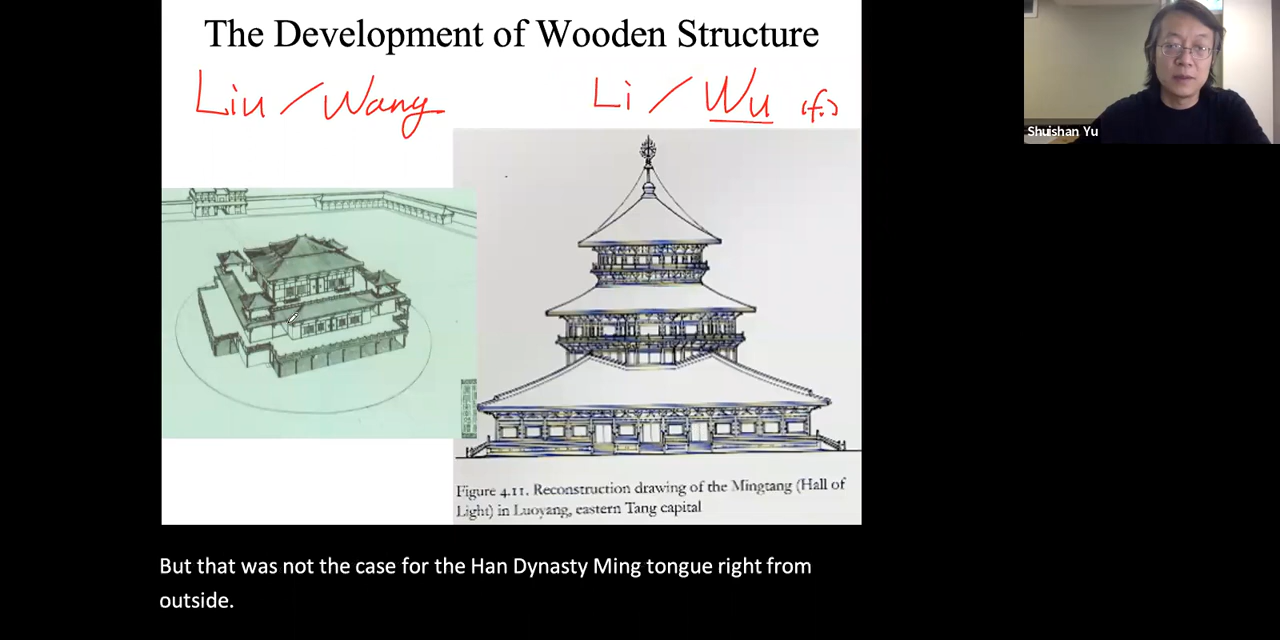 The Development of Wooden Structure
Liu / Wang
Li / Wu (f.)
Shuishan Yu
Figure 4.11. Reconstruction drawing of the Mingtang (Hall of
Light) in Luoyang, eastern Tang capital
But that was not the case for the Han Dynasty Ming tongue right from
outside.